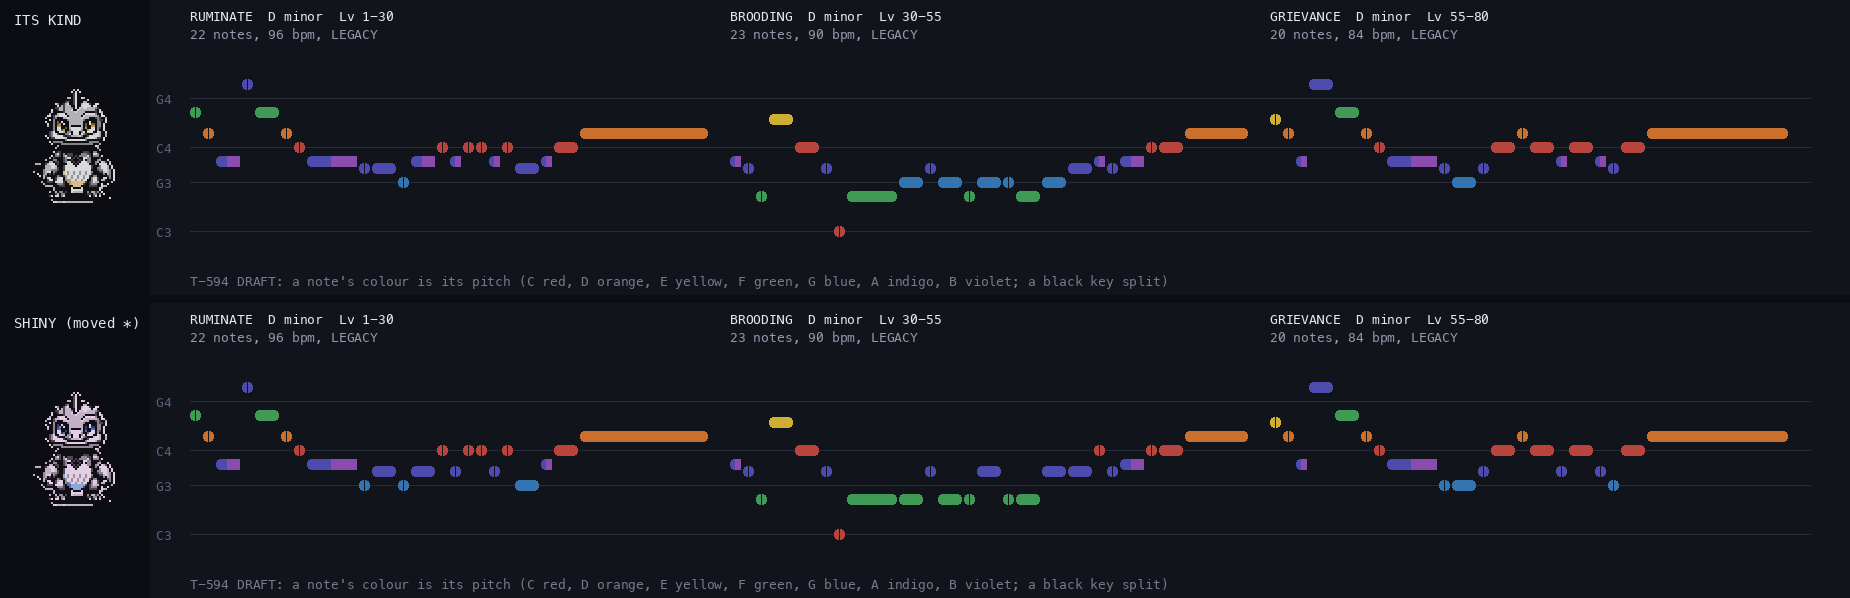 ITS KIND
RUMINATE D minor Lv 1–30
22 notes, 96 bpm, LEGACY
BROODING D minor Lv 30–55
23 notes, 90 bpm, LEGACY
GRIEVANCE D minor Lv 55–80
20 notes, 84 bpm, LEGACY
G4
C4
G3
C3
T–594 DRAFT: a note's colour is its pitch (C red, D orange, E yellow, F green, G blue, A indigo, B violet; a black key split)
SHINY (moved *)
RUMINATE D minor Lv 1–30
22 notes, 96 bpm, LEGACY
BROODING D minor Lv 30–55
23 notes, 90 bpm, LEGACY
GRIEVANCE D minor Lv 55–80
20 notes, 84 bpm, LEGACY
G4
C4
G3
C3
T–594 DRAFT: a note's colour is its pitch (C red, D orange, E yellow, F green, G blue, A indigo, B violet; a black key split)